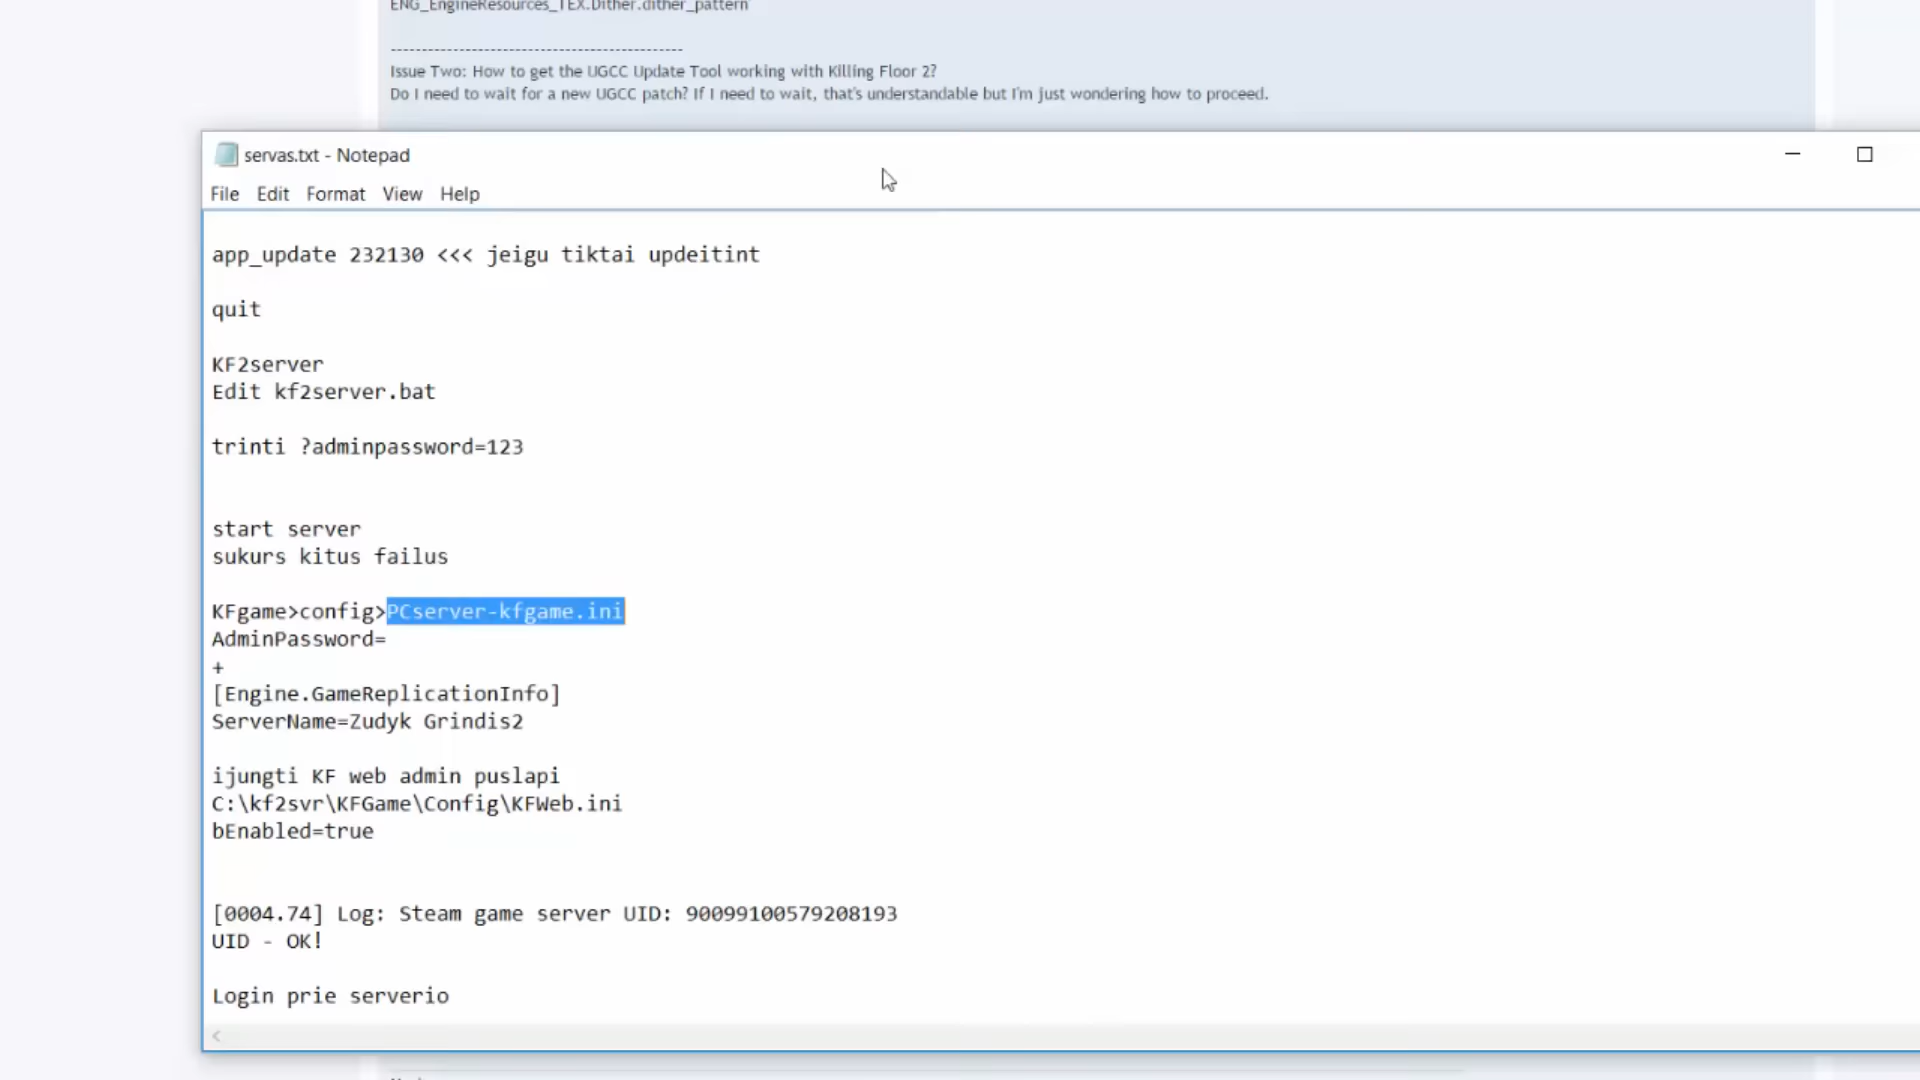 ENG_EngineResources_TEX.Dither.dither_pattern
-----------------------------------------------
Issue Two: How to get the UGCC Update Tool working with Killing Floor 2?
Do I need to wait for a new UGCC patch? If I need to wait, that's understandable but I'm just wondering how to proceed.
servas.txt - Notepad
File Edit Format View Help
app_update 232130 <<< jeigu tiktai updeitint
quit
KF2server
Edit kf2server.bat
trinti ?adminpassword=123
start server
sukurs kitus failus
KFgame>config>PCserver-kfgame.ini
AdminPassword=
+
[Engine.GameReplicationInfo]
ServerName=Zudyk Grindis2
ijungti KF web admin puslapi
C:\kf2svr\KFGame\Config\KFWeb.ini
bEnabled=true
[0004.74] Log: Steam game server UID: 90099100579208193
UID - OK!
Login prie serverio